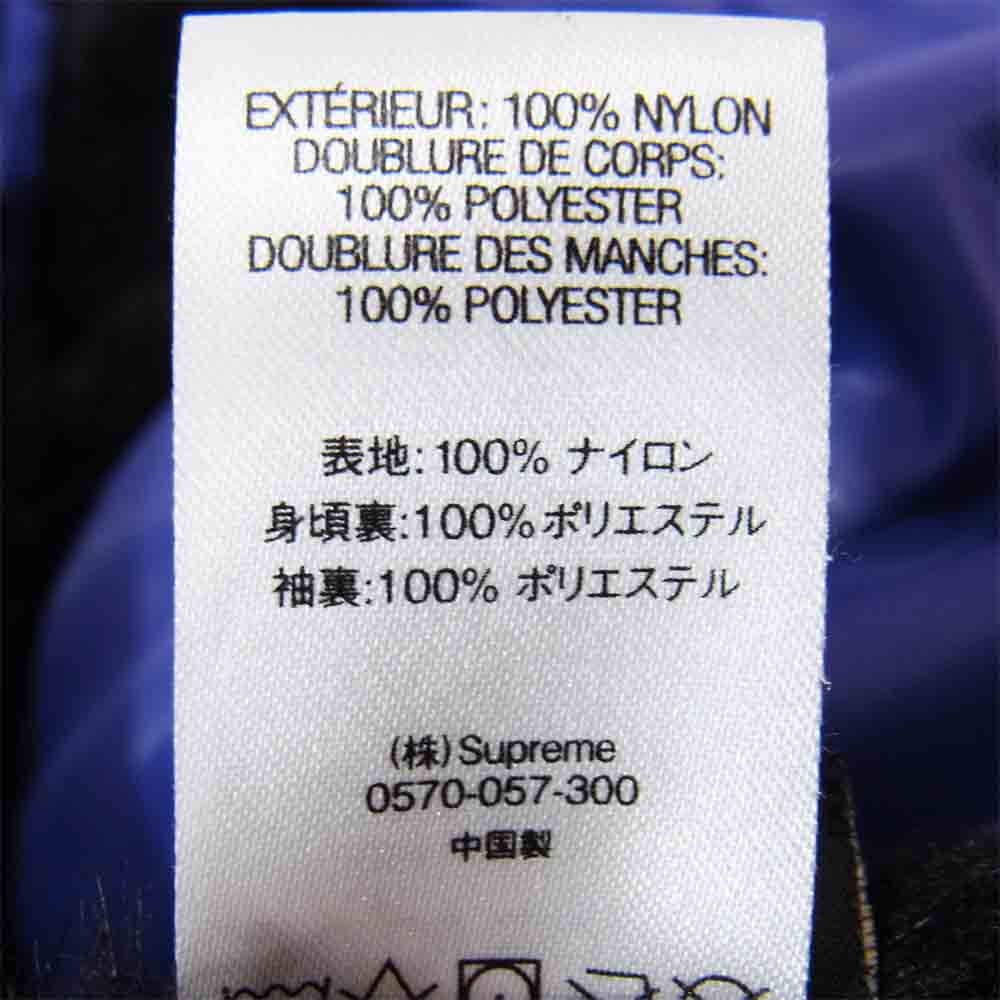 EXTÉRIEUR: 100% NYLON
DOUBLURE DE CORPS:
100% POLYESTER
DOUBLURE DES MANCHES:
100% POLYESTER
表地: 100% ナイロン
身頃裏:100%ポリエステル
袖裏:100% ポリエステル
(株) Supreme
0570-057-300
中国製